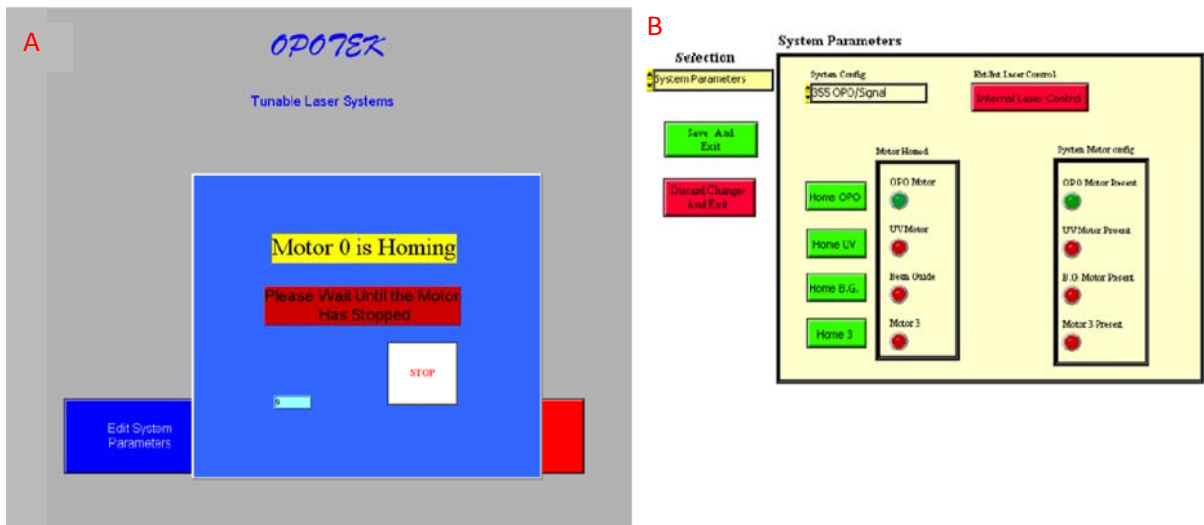 A
OPOTEK
Tunable Laser Systems
Motor 0 is Homing
Please Wait Until the Motor
Has Stopped
STOP
0
Edit System
Parameters
B
Selection
System Parameters
Save And
Exit
Discard Changes
And Exit
System Parameters
System Config
355 OPO/Signal
Ext/Int Laser Control
Internal Laser Control
Motor Homed
System Motor config
Home OPO
OPO Motor
OPO Motor Present
Home UV
UV Motor
UV Motor Present
Home B.G.
Beam Guide
B.G. Motor Present
Home 3
Motor 3
Motor 3 Present